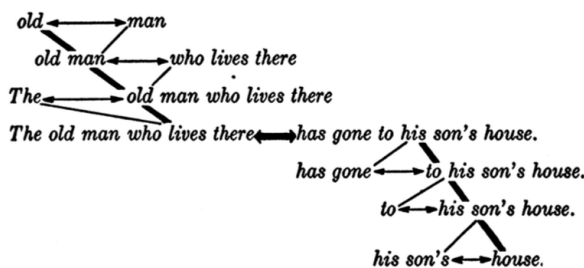 old man
old man who lives there
The old man who lives there
The old man who lives there has gone to his son's house.
has gone to his son's house.
to his son's house.
his son's house.